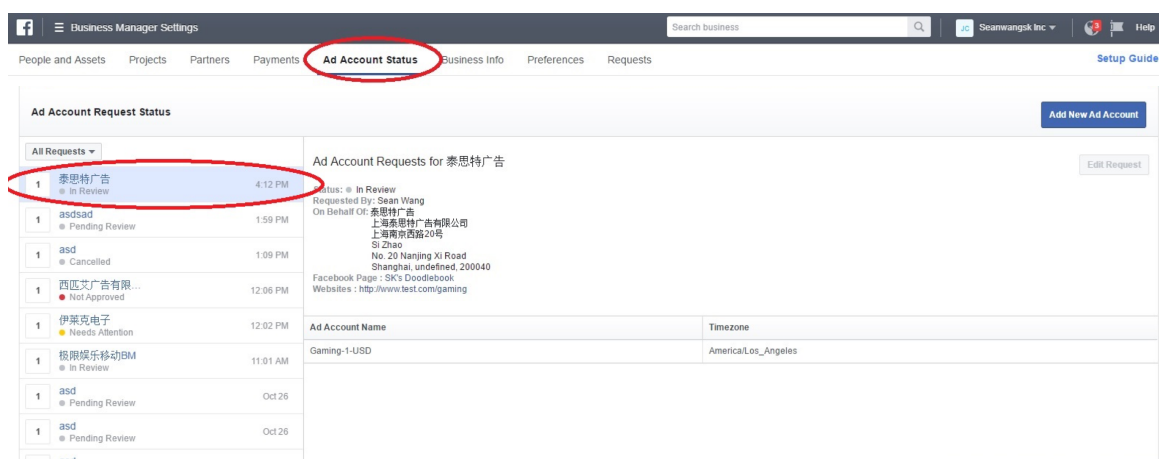 Business Manager Settings
Search business
JC Seanwangsk Inc
3
Help
People and Assets Projects Partners Payments Ad Account Status Business Info Preferences Requests
Setup Guide
Ad Account Request Status
Add New Ad Account
All Requests
1 泰思特广告 4:12 PM
In Review
1 asdsad 1:59 PM
Pending Review
1 asd 1:09 PM
Cancelled
1 西匹艾广告有限... 12:06 PM
Not Approved
1 伊莱克电子 12:02 PM
Needs Attention
1 极限娱乐移动BM 11:01 AM
In Review
1 asd Oct 26
Pending Review
1 asd Oct 26
Pending Review
Ad Account Requests for 泰思特广告
Edit Request
Status: In Review
Requested By: Sean Wang
On Behalf Of: 泰思特广告
上海泰思特广告有限公司
上海南京西路20号
Si Zhao
No. 20 Nanjing Xi Road
Shanghai, undefined, 200040
Facebook Page : SK's Doodlebook
Websites : http://www.test.com/gaming
Ad Account Name Timezone
Gaming-1-USD America/Los_Angeles